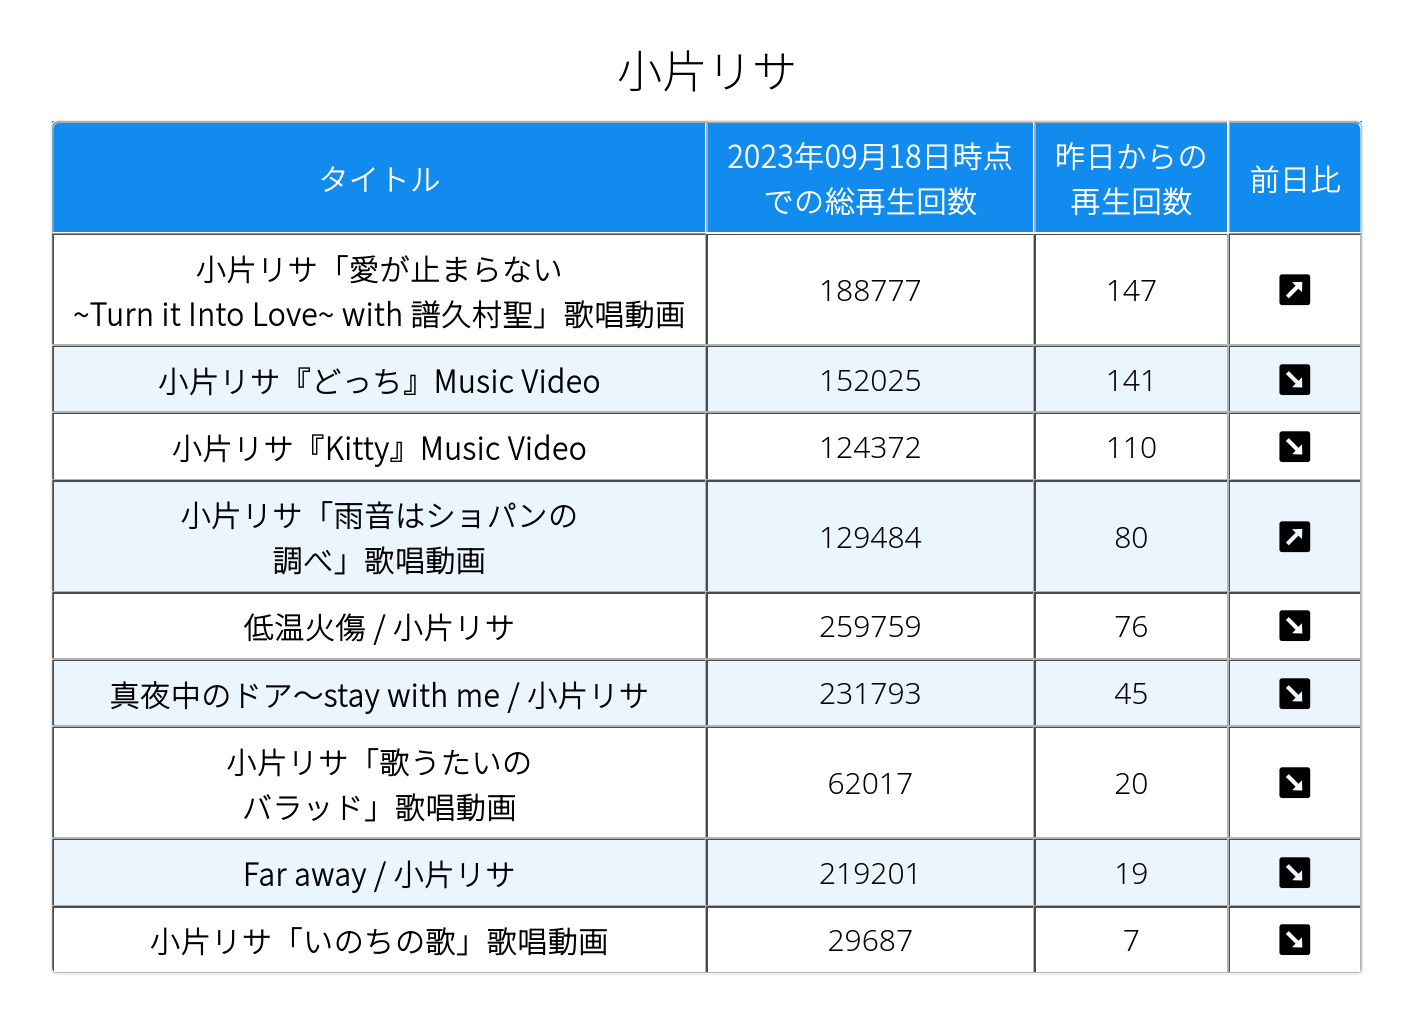 小片リサ
タイトル
2023年09月18日時点
での総再生回数
昨日からの
再生回数
前日比
小片リサ「愛が止まらない
~Turn it Into Love~ with 譜久村聖」歌唱動画
188777
147
小片リサ『どっち』Music Video
152025
141
小片リサ『Kitty』Music Video
124372
110
小片リサ「雨音はショパンの
調べ」歌唱動画
129484
80
低温火傷 / 小片リサ
259759
76
真夜中のドア〜stay with me / 小片リサ
231793
45
小片リサ「歌うたいの
バラッド」歌唱動画
62017
20
Far away / 小片リサ
219201
19
小片リサ「いのちの歌」歌唱動画
29687
7